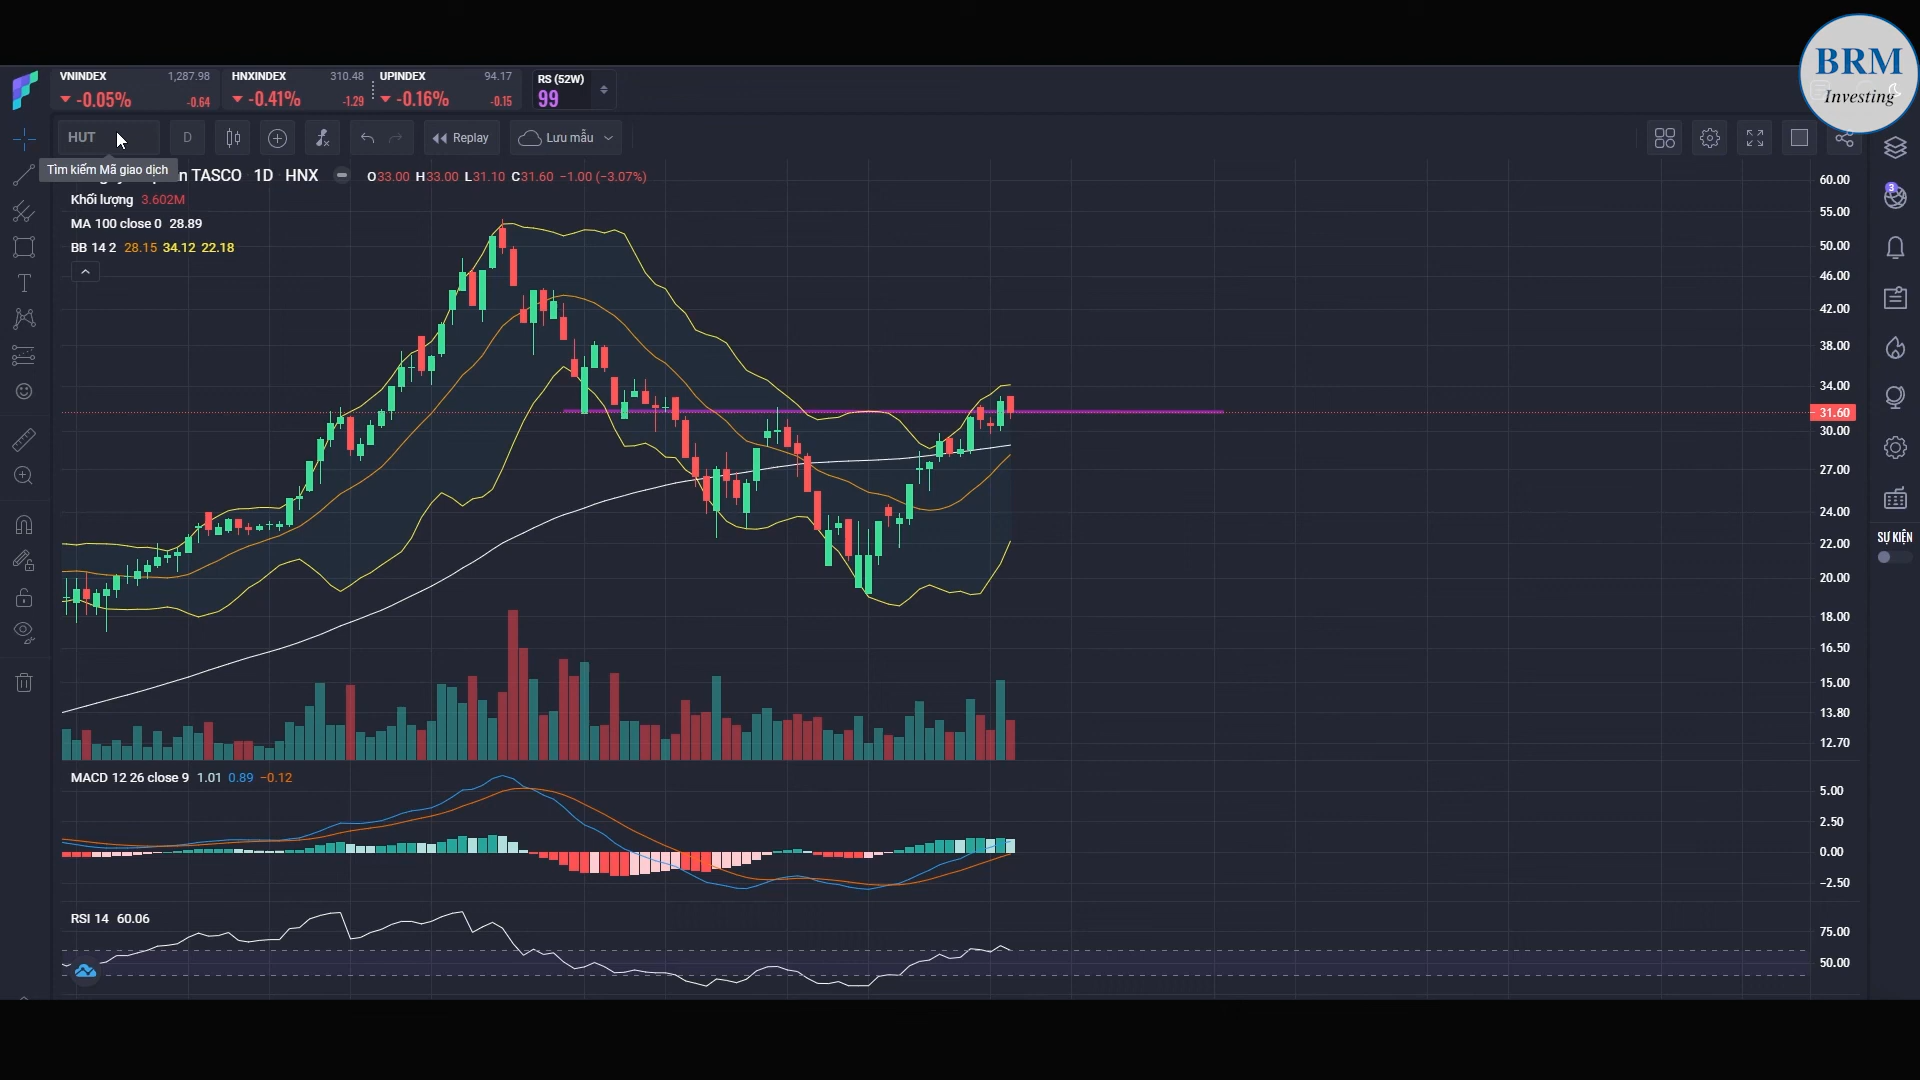 BRM
Investing
VNINDEX 1,287.98 HNXINDEX 310.48 UPINDEX 94.17 RS (52W)
-0.05% -0.64 -0.41% -1.29 -0.16% -0.15 99
HUT D Replay Lưu mẫu
Tìm kiếm Mã giao dịch
TASCO 1D HNX O33.00 H33.00 L31.10 C31.60 −1.00 (−3.07%)
Khối lượng 3.602M
MA 100 close 0 28.89
BB 14 2 28.15 34.12 22.18
60.00
55.00
50.00
46.00
42.00
38.00
34.00
31.60
30.00
27.00
24.00
22.00
20.00
18.00
16.50
15.00
13.80
12.70
3
SỰ KIỆN
MACD 12 26 close 9 1.01 0.89 −0.12
5.00
2.50
0.00
−2.50
RSI 14 60.06
75.00
50.00